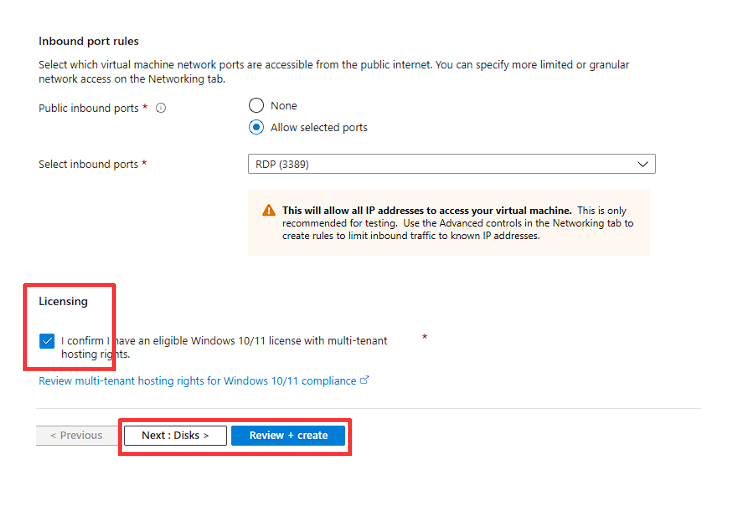 Inbound port rules
Select which virtual machine network ports are accessible from the public internet. You can specify more limited or granular
network access on the Networking tab.
Public inbound ports *
None
Allow selected ports
Select inbound ports *
RDP (3389)
This will allow all IP addresses to access your virtual machine. This is only
recommended for testing. Use the Advanced controls in the Networking tab to
create rules to limit inbound traffic to known IP addresses.
Licensing
I confirm I have an eligible Windows 10/11 license with multi-tenant *
hosting rights.
Review multi-tenant hosting rights for Windows 10/11 compliance
< Previous
Next : Disks >
Review + create